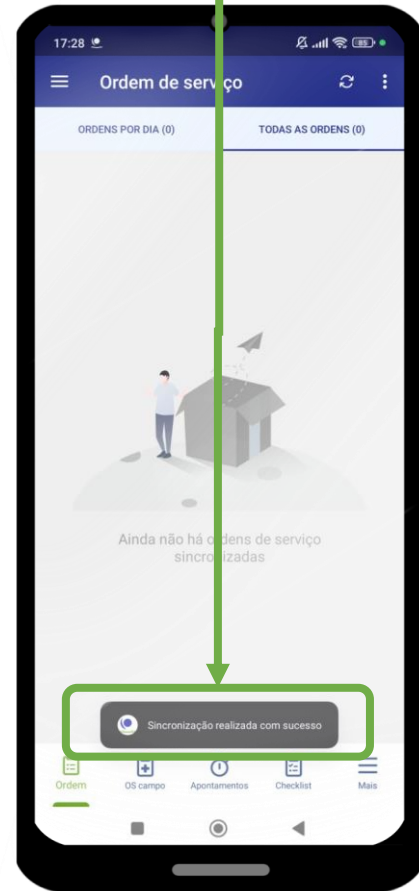 17:28
85
Ordem de serviço
ORDENS POR DIA (0)
TODAS AS ORDENS (0)
Ainda não há ordens de serviço
sincronizadas
Sincronização realizada com sucesso
Ordem
OS campo
Apontamentos
Checklist
Mais